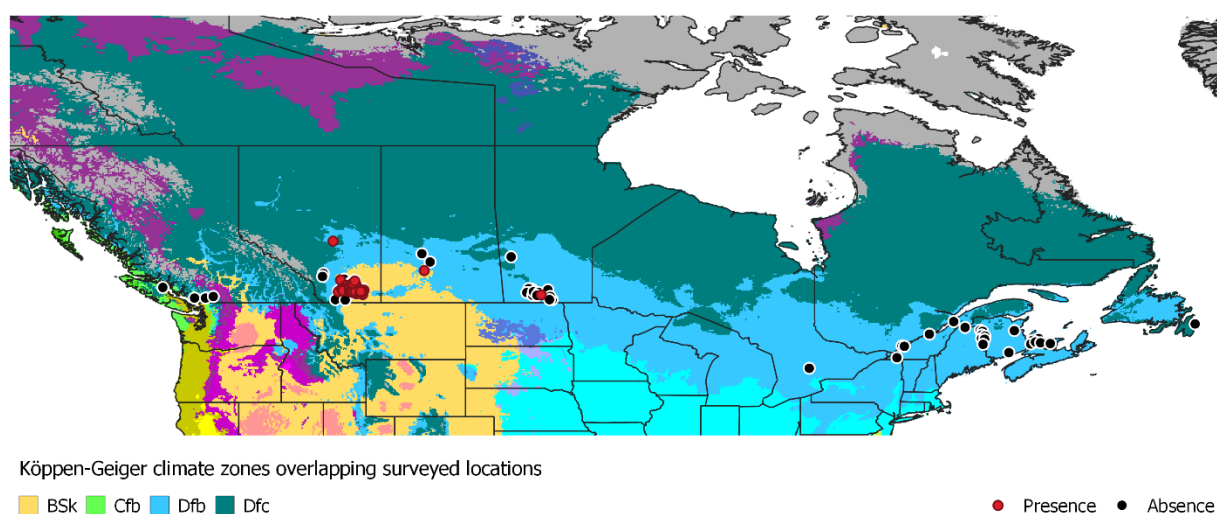 Köppen-Geiger climate zones overlapping surveyed locations
BSk Cfb Dfb Dfc Presence Absence